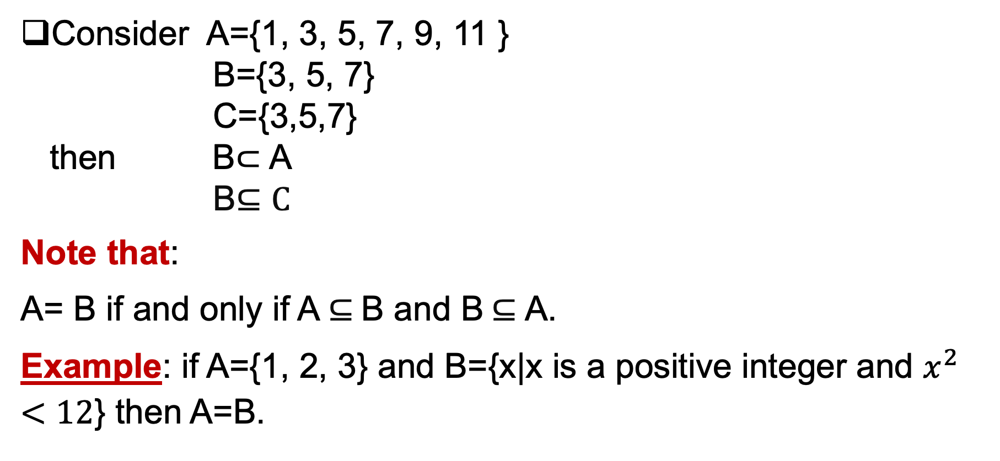 ❑Consider A={1, 3, 5, 7, 9, 11 }
B={3, 5, 7}
C={3,5,7}
then B⊂ A
B⊆ C
Note that:
A= B if and only if A ⊆ B and B ⊆ A.
Example: if A={1, 2, 3} and B={x|x is a positive integer and 𝑥²
< 12} then A=B.